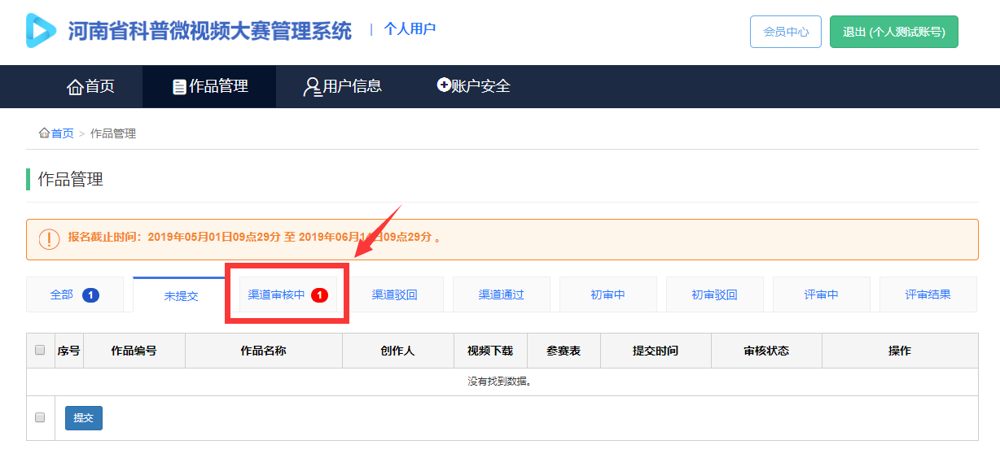 河南省科普微视频大赛管理系统 | 个人用户
会员中心 退出 (个人测试账号)
首页 作品管理 用户信息 账户安全
首页 > 作品管理
作品管理
报名截止时间：2019年05月01日09点29分 至 2019年06月14日09点29分 。
全部 1 未提交 渠道审核中 1 渠道驳回 渠道通过 初审中 初审驳回 评审中 评审结果
序号 作品编号 作品名称 创作人 视频下载 参赛表 提交时间 审核状态 操作
没有找到数据。
提交